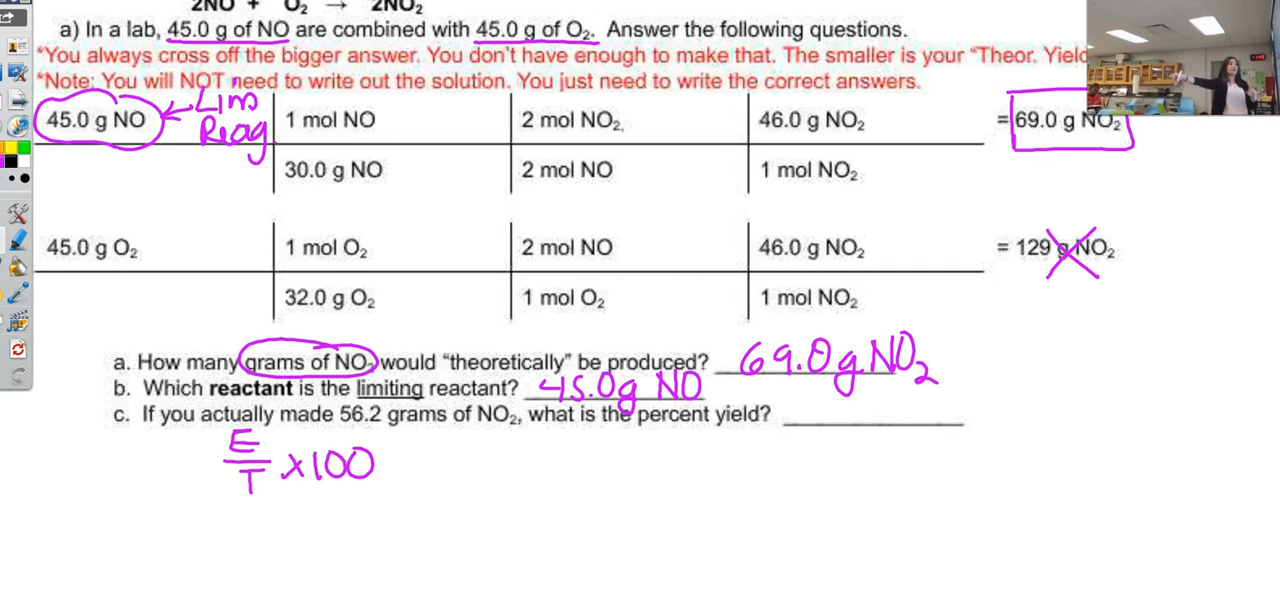 2NO + O₂ → 2NO₂
a) In a lab, 45.0 g of NO are combined with 45.0 g of O₂. Answer the following questions.
*You always cross off the bigger answer. You don't have enough to make that. The smaller is your "Theor. Yield
*Note: You will NOT need to write out the solution. You just need to write the correct answers.
Lim
45.0 g NO 1 mol NO 2 mol NO₂ 46.0 g NO₂ = 69.0 g NO₂
Reag
30.0 g NO 2 mol NO 1 mol NO₂
45.0 g O₂ 1 mol O₂ 2 mol NO 46.0 g NO₂ = 129 g NO₂
32.0 g O₂ 1 mol O₂ 1 mol NO₂
a. How many grams of NO₂ would "theoretically" be produced? 69.0 g NO₂
b. Which reactant is the limiting reactant? 45.0g NO
c. If you actually made 56.2 grams of NO₂, what is the percent yield?
E
T ×100